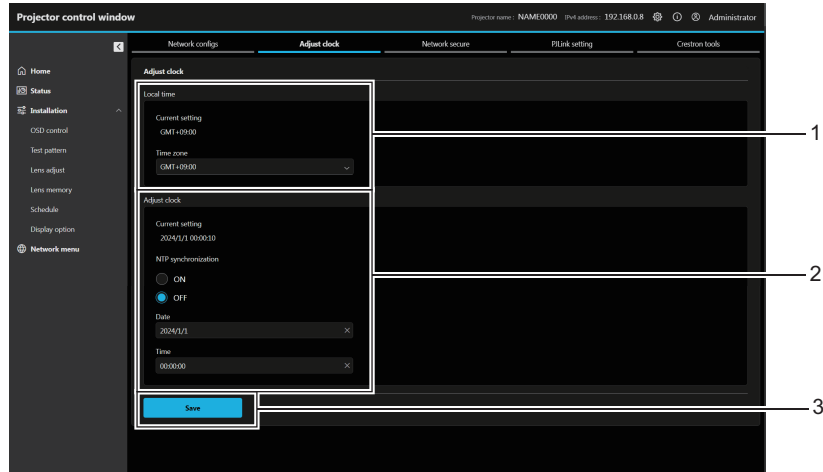 Projector control window
Projector name : NAME0000 IPv4 address : 192.168.0.8 Administrator
Network configs Adjust clock Network secure PJLink setting Crestron tools
Home
Status
Installation
OSD control
Test pattern
Lens adjust
Lens memory
Schedule
Display option
Network menu
Adjust clock
Local time
Current setting
GMT+09:00
Time zone
GMT+09:00
1
Adjust clock
Current setting
2024/1/1 00:00:10
NTP synchronization
ON
OFF
2
Date
2024/1/1
Time
00:00:00
Save
3